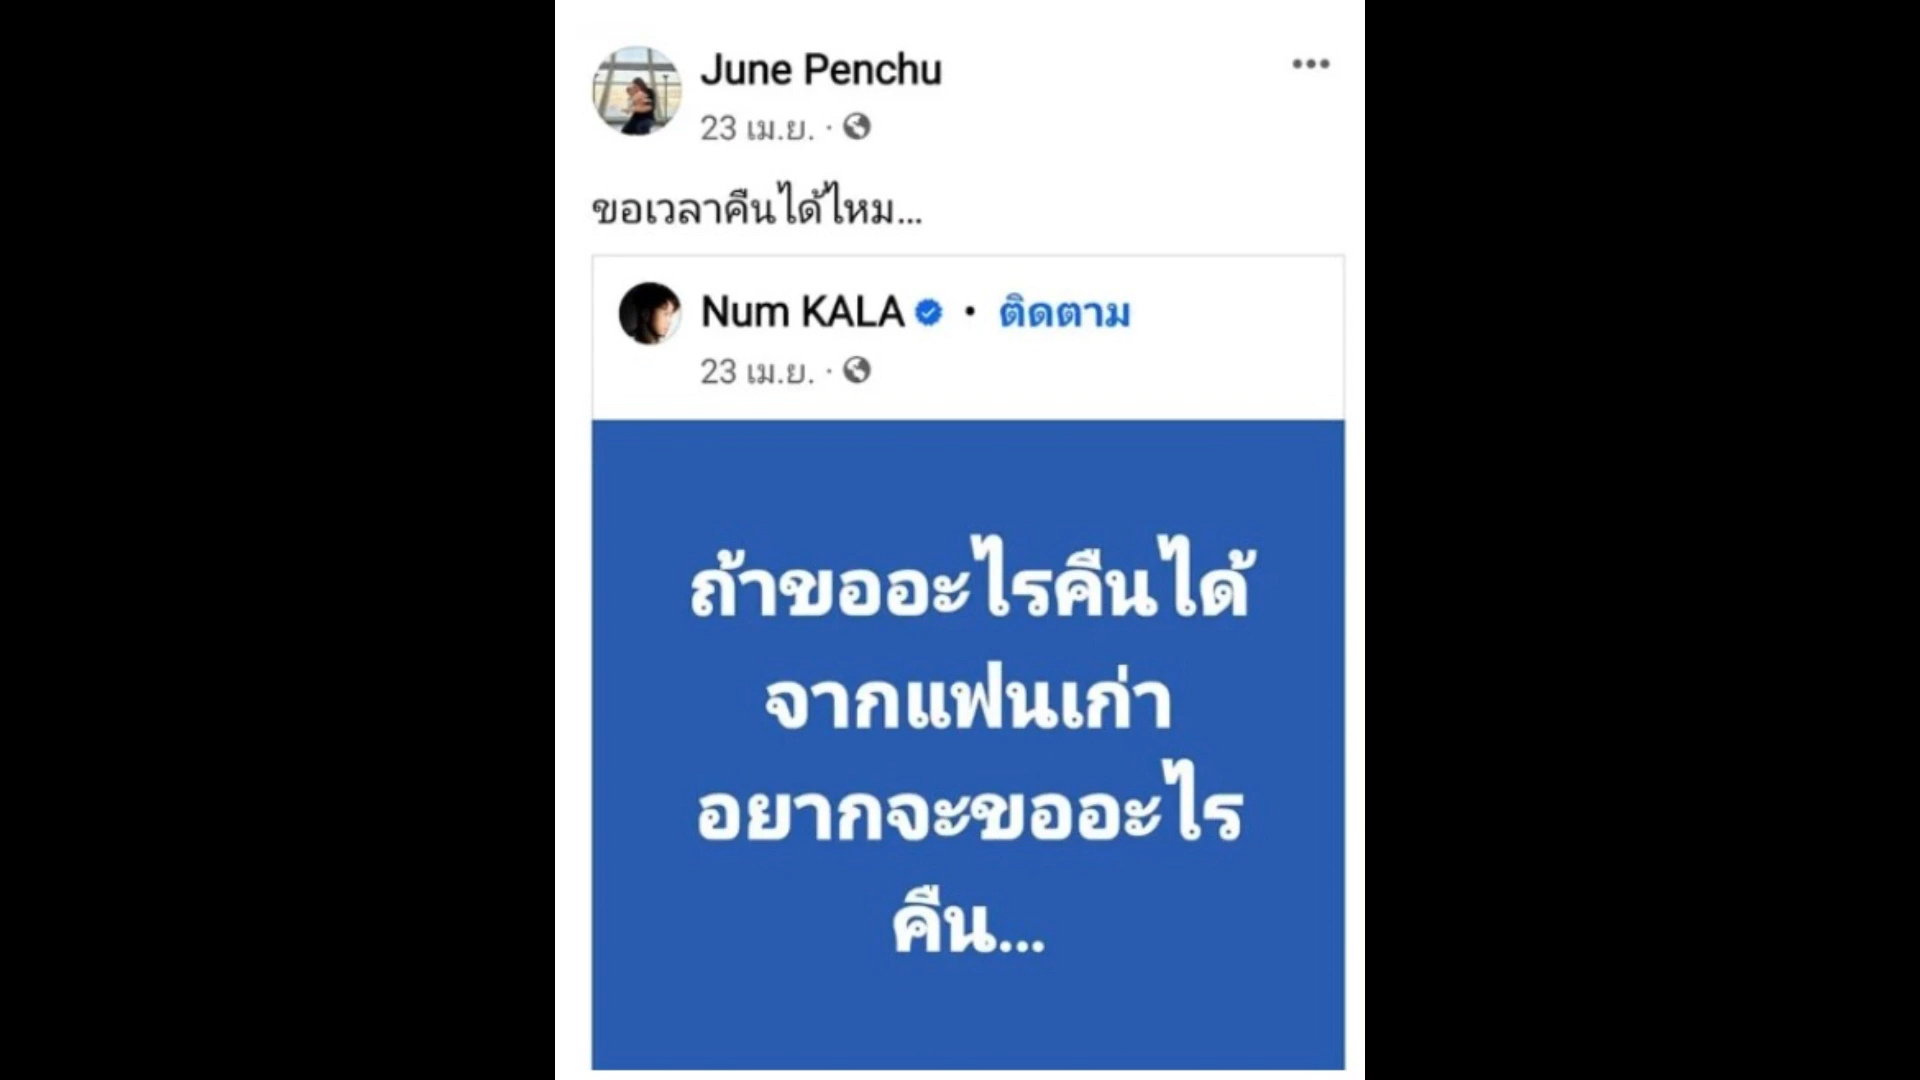 June Penchu
23 เม.ย. ·
ขอเวลาคืนได้ไหม...
Num KALA • ติดตาม
23 เม.ย. ·
ถ้าขออะไรคืนได้
จากแฟนเก่า
อยากจะขออะไร
คืน...